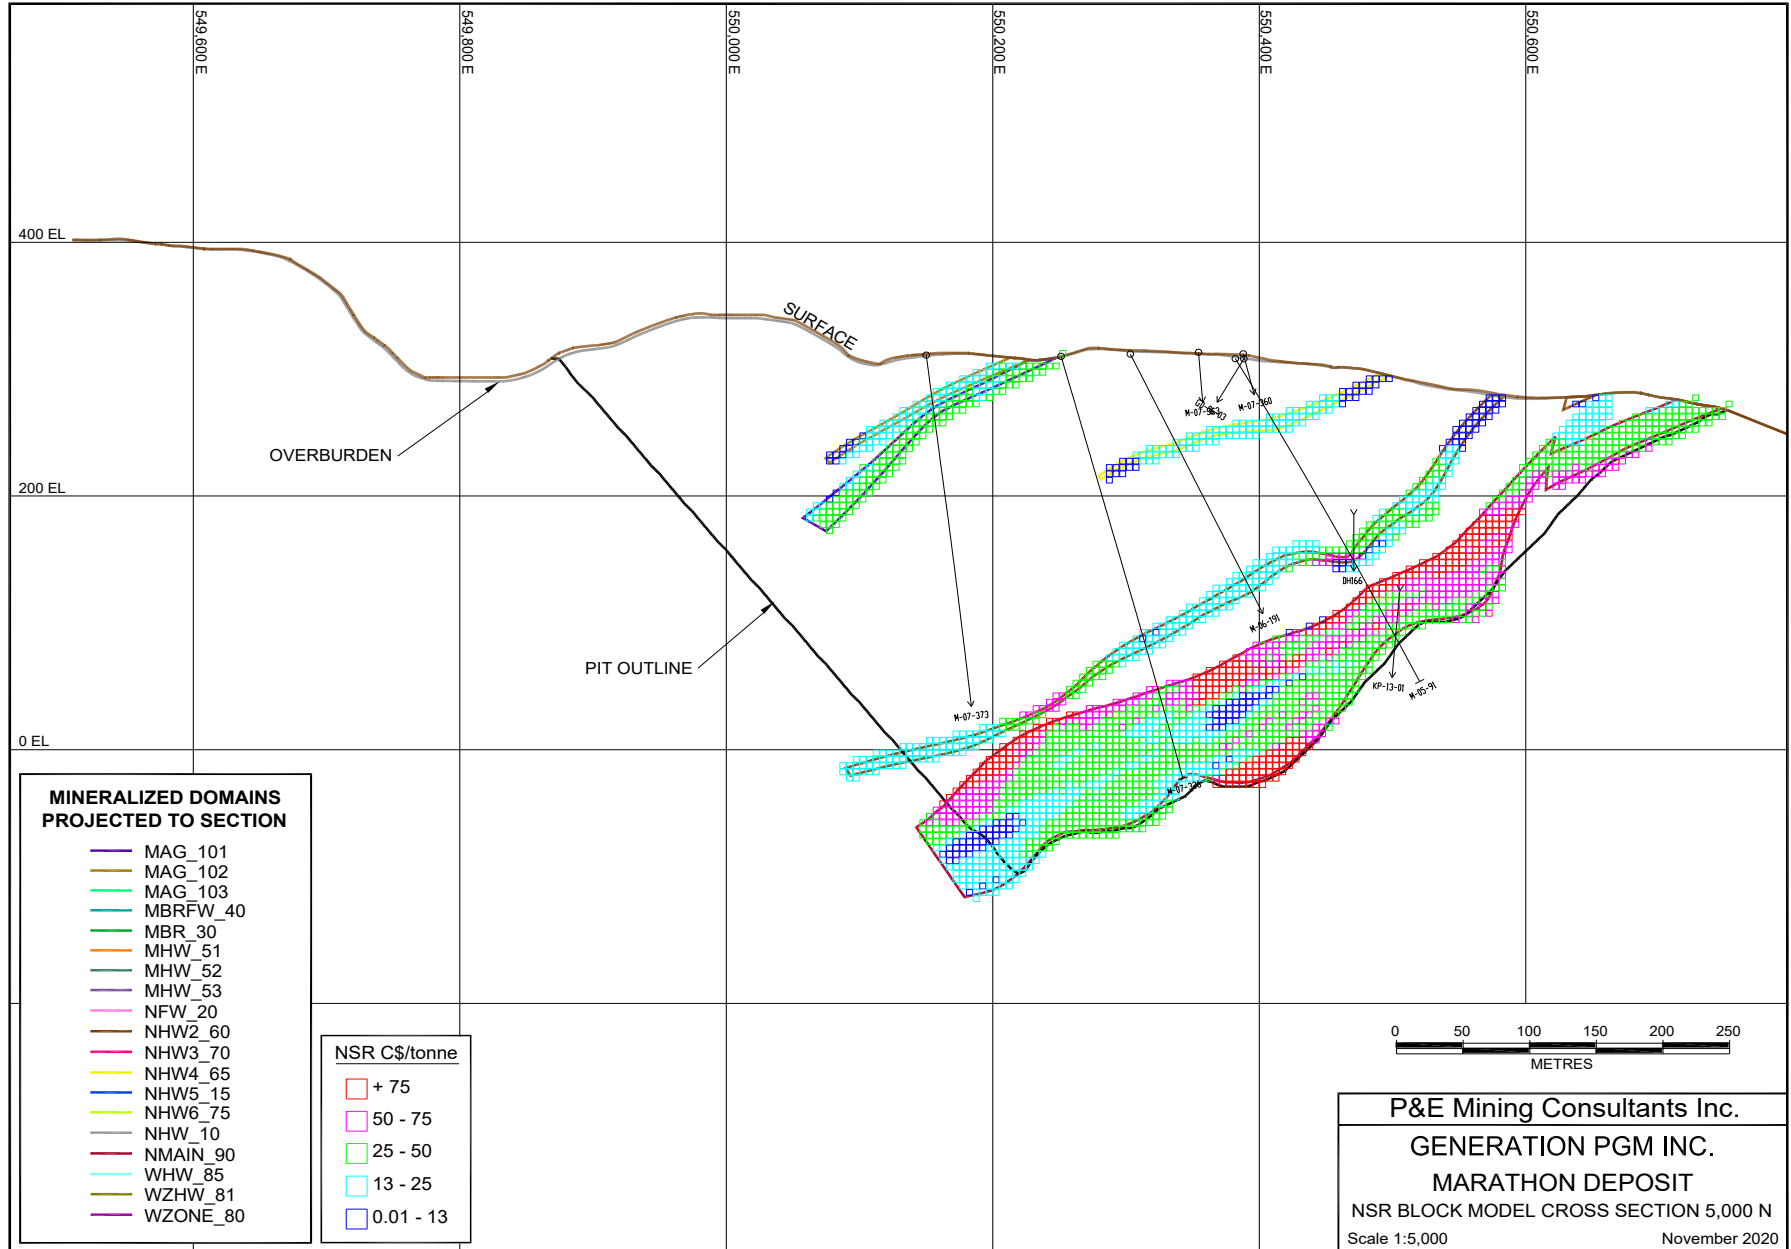 549,600 E
549,800 E
550,000 E
550,200 E
550,400 E
550,600 E
400 EL
SURFACE
M-07-360
OVERBURDEN
200 EL
DH166
M-06-191
PIT OUTLINE
KP-13-01
M-05-91
M-07-373
0 EL
MINERALIZED DOMAINS
PROJECTED TO SECTION
MAG_101
MAG_102
MAG_103
MBRFW_40
MBR_30
MHW_51
MHW_52
MHW_53
NFW_20
NHW2_60
NHW3_70
NHW4_65
NHW5_15
NHW6_75
NHW_10
NMAIN_90
WHW_85
WZHW_81
WZONE_80
NSR C$/tonne
+ 75
50 - 75
25 - 50
13 - 25
0.01 - 13
0 50 100 150 200 250
METRES
P&E Mining Consultants Inc.
GENERATION PGM INC.
MARATHON DEPOSIT
NSR BLOCK MODEL CROSS SECTION 5,000 N
Scale 1:5,000 November 2020